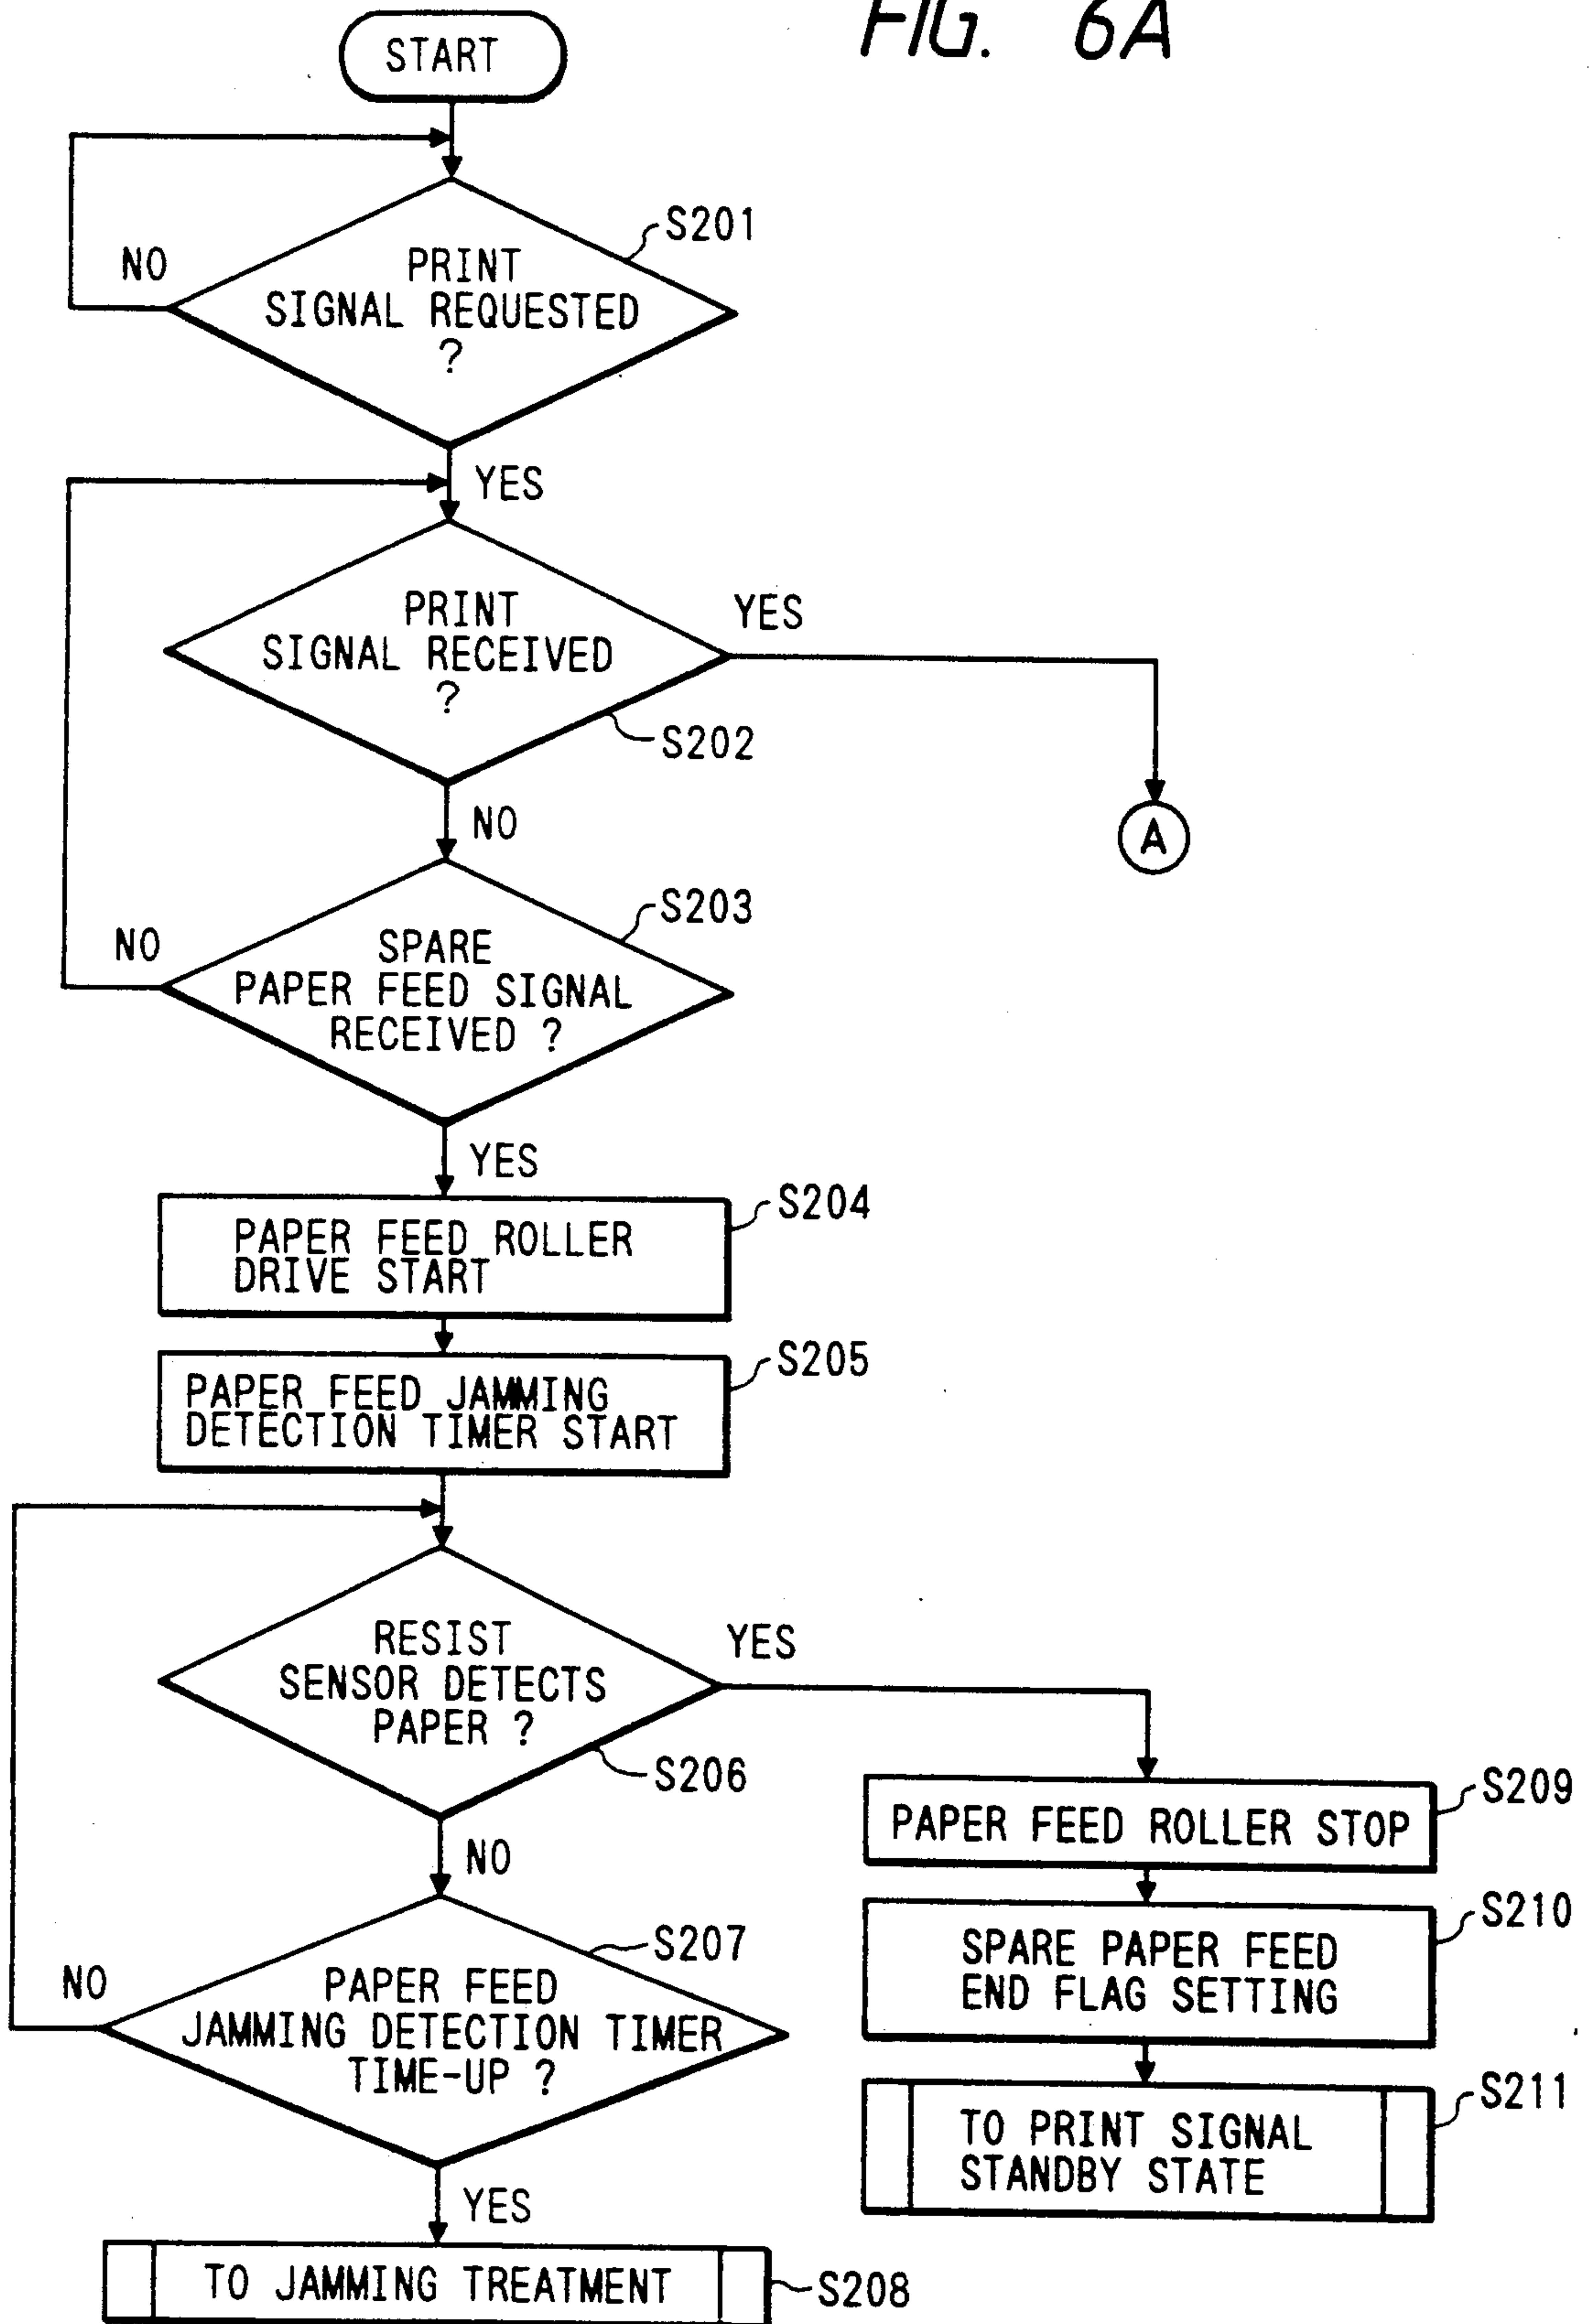 FIG. 6A
START
S201
NO
PRINT
SIGNAL REQUESTED
?
YES
PRINT
SIGNAL RECEIVED
?
YES
S202
NO
A
S203
NO
SPARE
PAPER FEED SIGNAL
RECEIVED ?
YES
S204
PAPER FEED ROLLER
DRIVE START
S205
PAPER FEED JAMMING
DETECTION TIMER START
RESIST
SENSOR DETECTS
PAPER ?
YES
S206
NO
S207
NO
PAPER FEED
JAMMING DETECTION TIMER
TIME-UP ?
YES
TO JAMMING TREATMENT
S208
S209
PAPER FEED ROLLER STOP
S210
SPARE PAPER FEED
END FLAG SETTING
S211
TO PRINT SIGNAL
STANDBY STATE